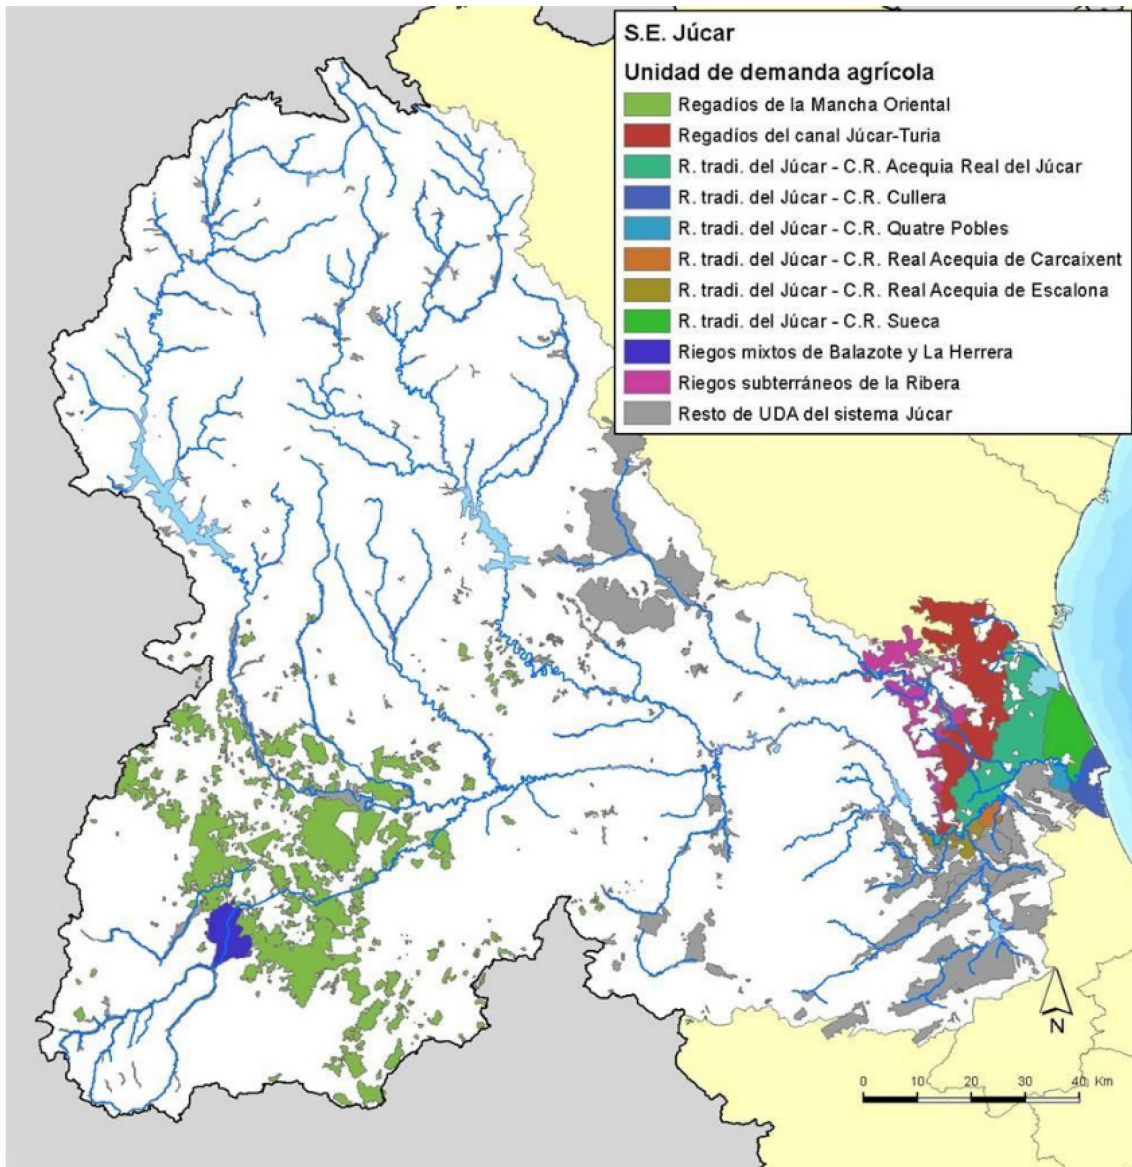 S.E. Júcar
Unidad de demanda agrícola
Regadíos de la Mancha Oriental
Regadíos del canal Júcar-Turia
R. tradi. del Júcar - C.R. Acequia Real del Júcar
R. tradi. del Júcar - C.R. Cullera
R. tradi. del Júcar - C.R. Quatre Pobles
R. tradi. del Júcar - C.R. Real Acequia de Carcaixent
R. tradi. del Júcar - C.R. Real Acequia de Escalona
R. tradi. del Júcar - C.R. Sueca
Riegos mixtos de Balazote y La Herrera
Riegos subterráneos de la Ribera
Resto de UDA del sistema Júcar
N
0 10 20 30 40 Km